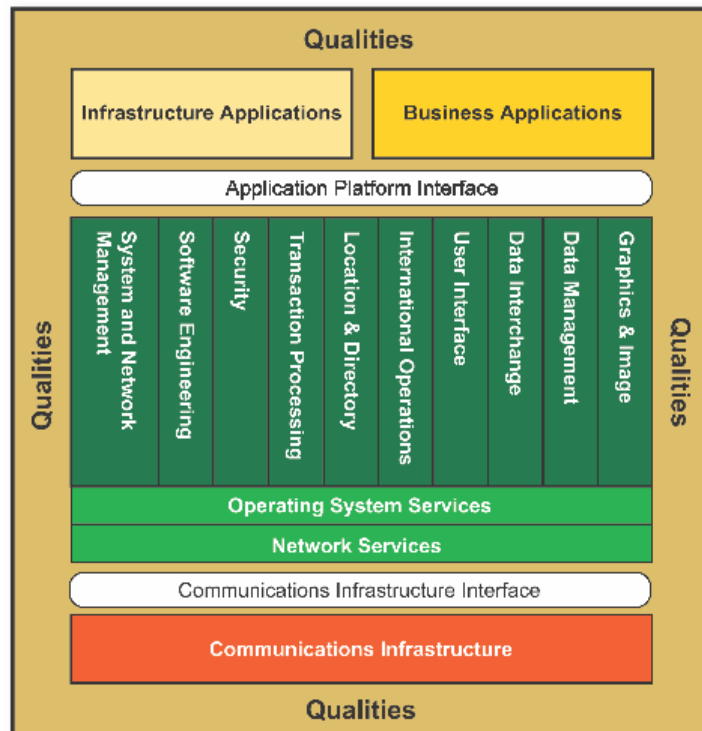 Qualities
Infrastructure Applications
Business Applications
Application Platform Interface
Qualities
System and Network
Management
Software Engineering
Security
Transaction Processing
Location & Directory
International Operations
User Interface
Data Interchange
Data Management
Graphics & Image
Qualities
Operating System Services
Network Services
Communications Infrastructure Interface
Communications Infrastructure
Qualities